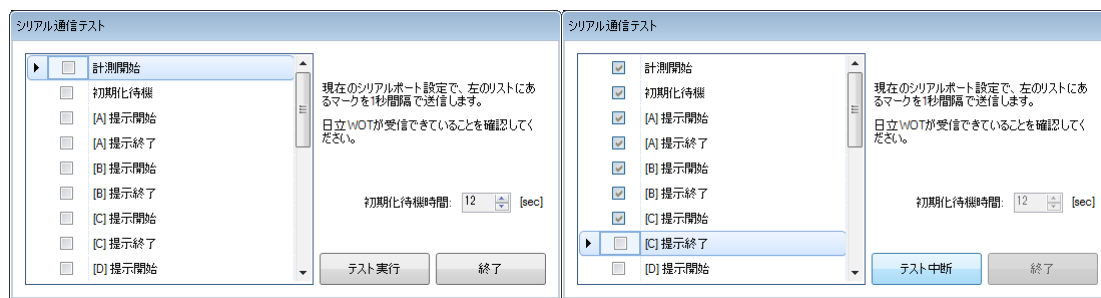 シリアル通信テスト
計測開始
初期化待機
[A] 提示開始
[A] 提示終了
[B] 提示開始
[B] 提示終了
[C] 提示開始
[C] 提示終了
[D] 提示開始
現在のシリアルポート設定で、左のリストにあ
るマークを1秒間隔で送信します。
日立WOTが受信できていることを確認してく
ださい。
初期化待機時間: 12 [sec]
テスト実行 終了
シリアル通信テスト
計測開始
初期化待機
[A] 提示開始
[A] 提示終了
[B] 提示開始
[B] 提示終了
[C] 提示開始
[C] 提示終了
[D] 提示開始
現在のシリアルポート設定で、左のリストにあ
るマークを1秒間隔で送信します。
日立WOTが受信できていることを確認してく
ださい。
初期化待機時間: 12 [sec]
テスト中断 終了